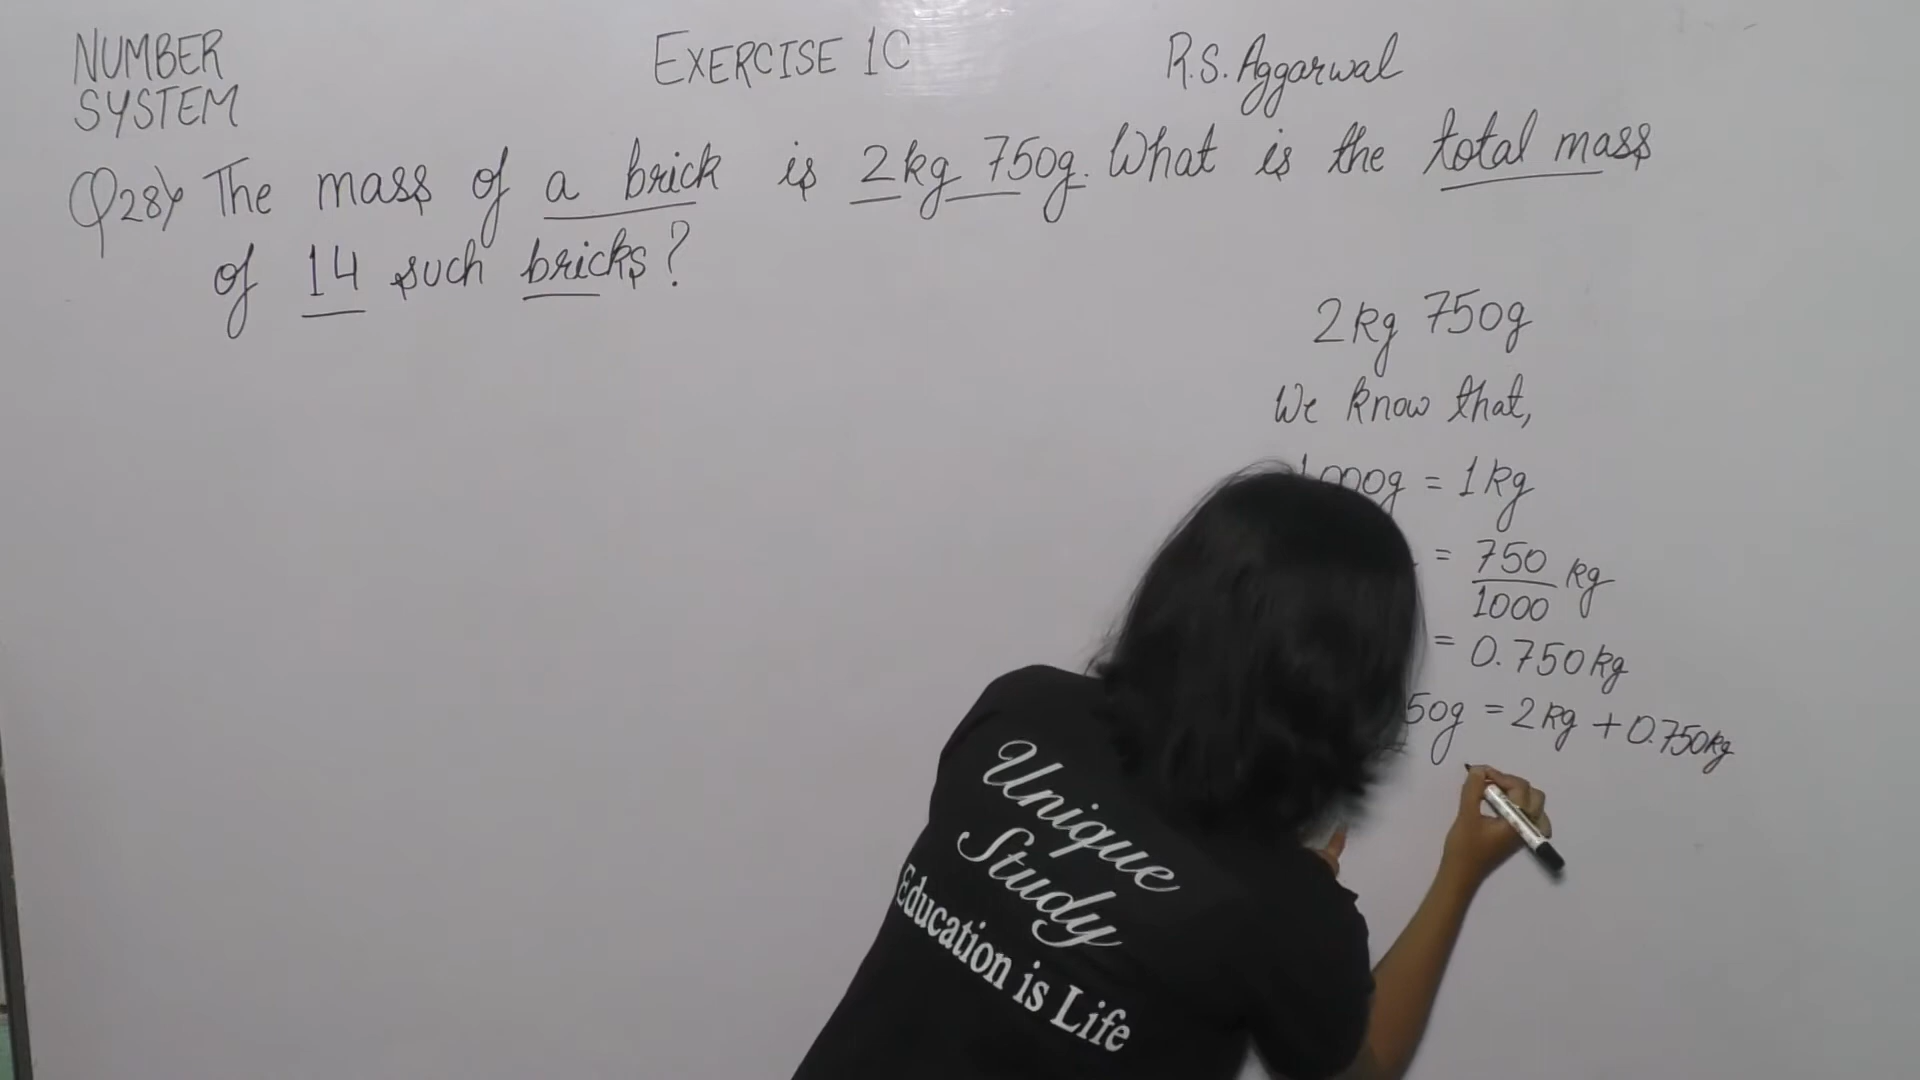 NUMBER
SYSTEM
EXERCISE 1C
R.S. Aggarwal
Q28) The mass of a brick is 2kg 750g. What is the total mass
of 14 such bricks?
2kg 750g
We know that,
1000g = 1kg
= 750/1000 kg
= 0.750kg
50g = 2kg + 0.750kg
Unique
Study
Education is Life